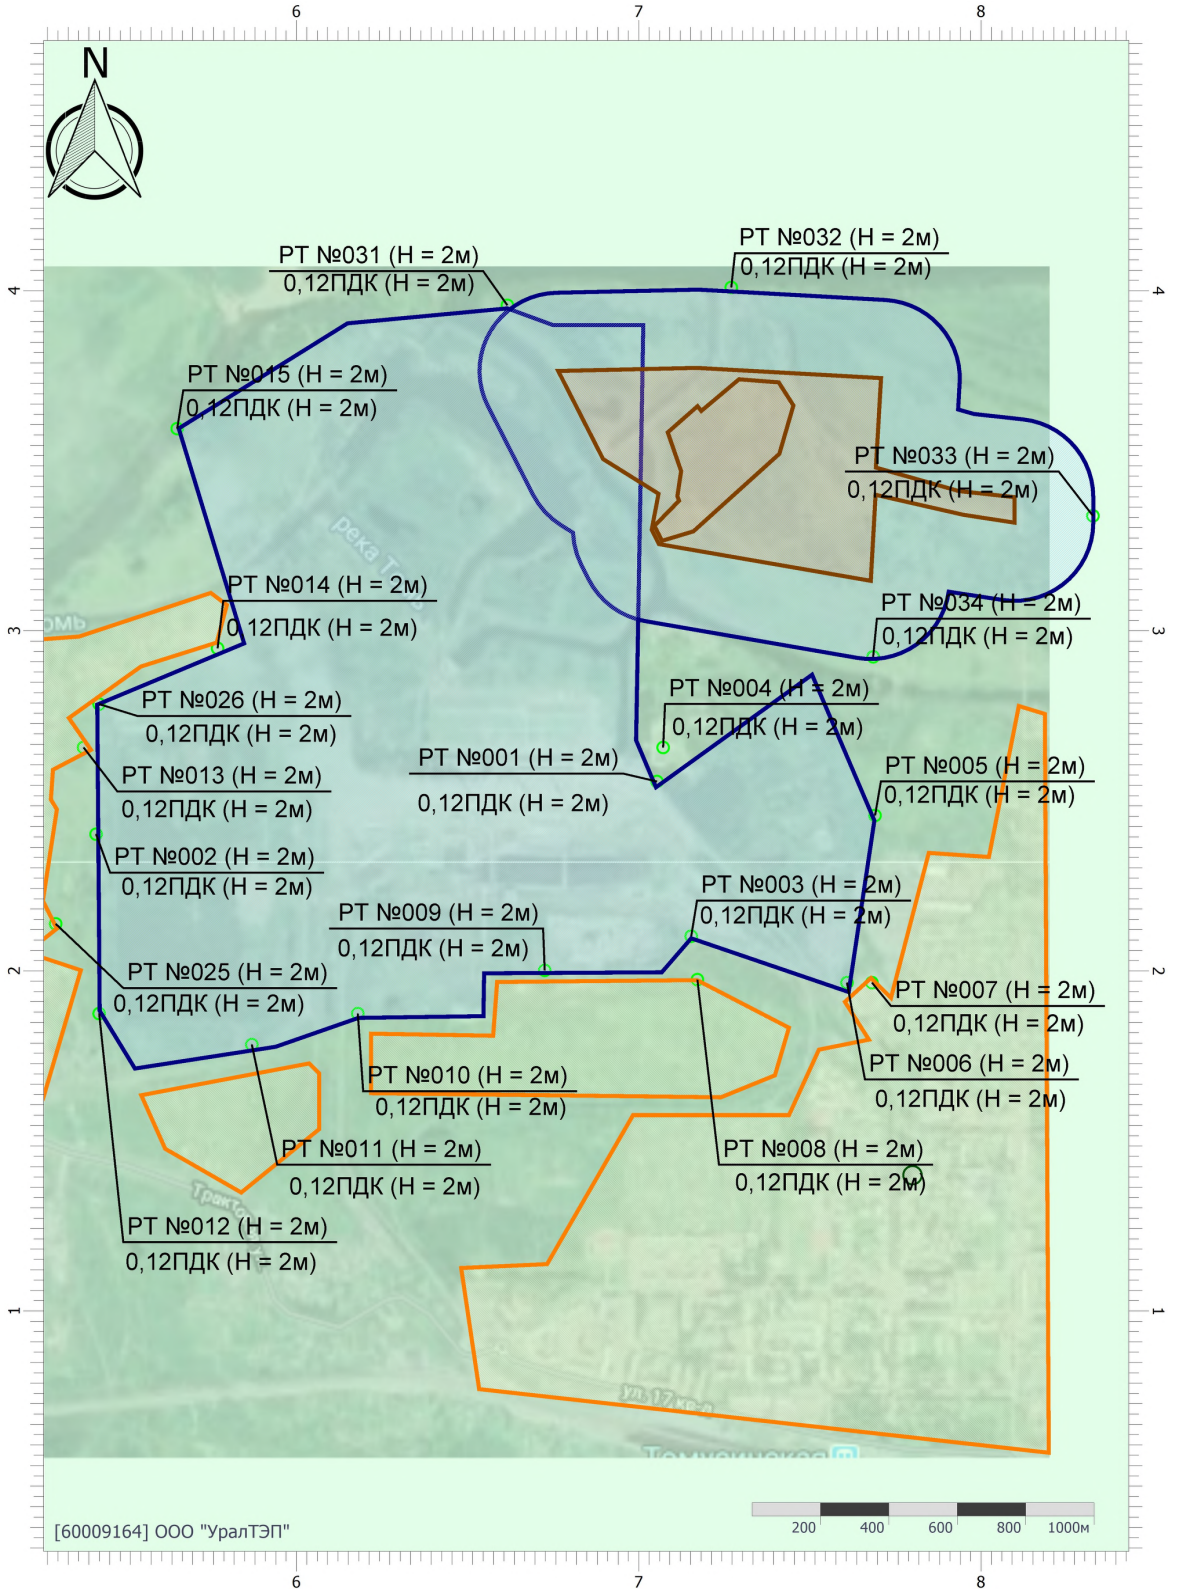 6 7 8
N
РТ №032 (Н = 2м)
0,12ПДК (Н = 2м)
РТ №031 (Н = 2м)
0,12ПДК (Н = 2м)
4 4
РТ №015 (Н = 2м)
0,12ПДК (Н = 2м)
РТ №033 (Н = 2м)
0,12ПДК (Н = 2м)
река
РТ №014 (Н = 2м)
0,12ПДК (Н = 2м)
РТ №034 (Н = 2м)
0,12ПДК (Н = 2м)
3 3
РТ №026 (Н = 2м)
0,12ПДК (Н = 2м)
РТ №004 (Н = 2м)
0,12ПДК (Н = 2м)
РТ №001 (Н = 2м)
0,12ПДК (Н = 2м)
РТ №013 (Н = 2м)
0,12ПДК (Н = 2м)
РТ №005 (Н = 2м)
0,12ПДК (Н = 2м)
РТ №002 (Н = 2м)
0,12ПДК (Н = 2м)
РТ №003 (Н = 2м)
0,12ПДК (Н = 2м)
РТ №009 (Н = 2м)
0,12ПДК (Н = 2м)
2 2
РТ №025 (Н = 2м)
0,12ПДК (Н = 2м)
РТ №007 (Н = 2м)
0,12ПДК (Н = 2м)
РТ №006 (Н = 2м)
0,12ПДК (Н = 2м)
РТ №010 (Н = 2м)
0,12ПДК (Н = 2м)
РТ №011 (Н = 2м)
0,12ПДК (Н = 2м)
РТ №008 (Н = 2м)
0,12ПДК (Н = 2м)
РТ №012 (Н = 2м)
0,12ПДК (Н = 2м)
1 1
ул. 17 кв-л
Томусинская
[60009164] ООО "УралТЭП"
200 400 600 800 1000м
6 7 8